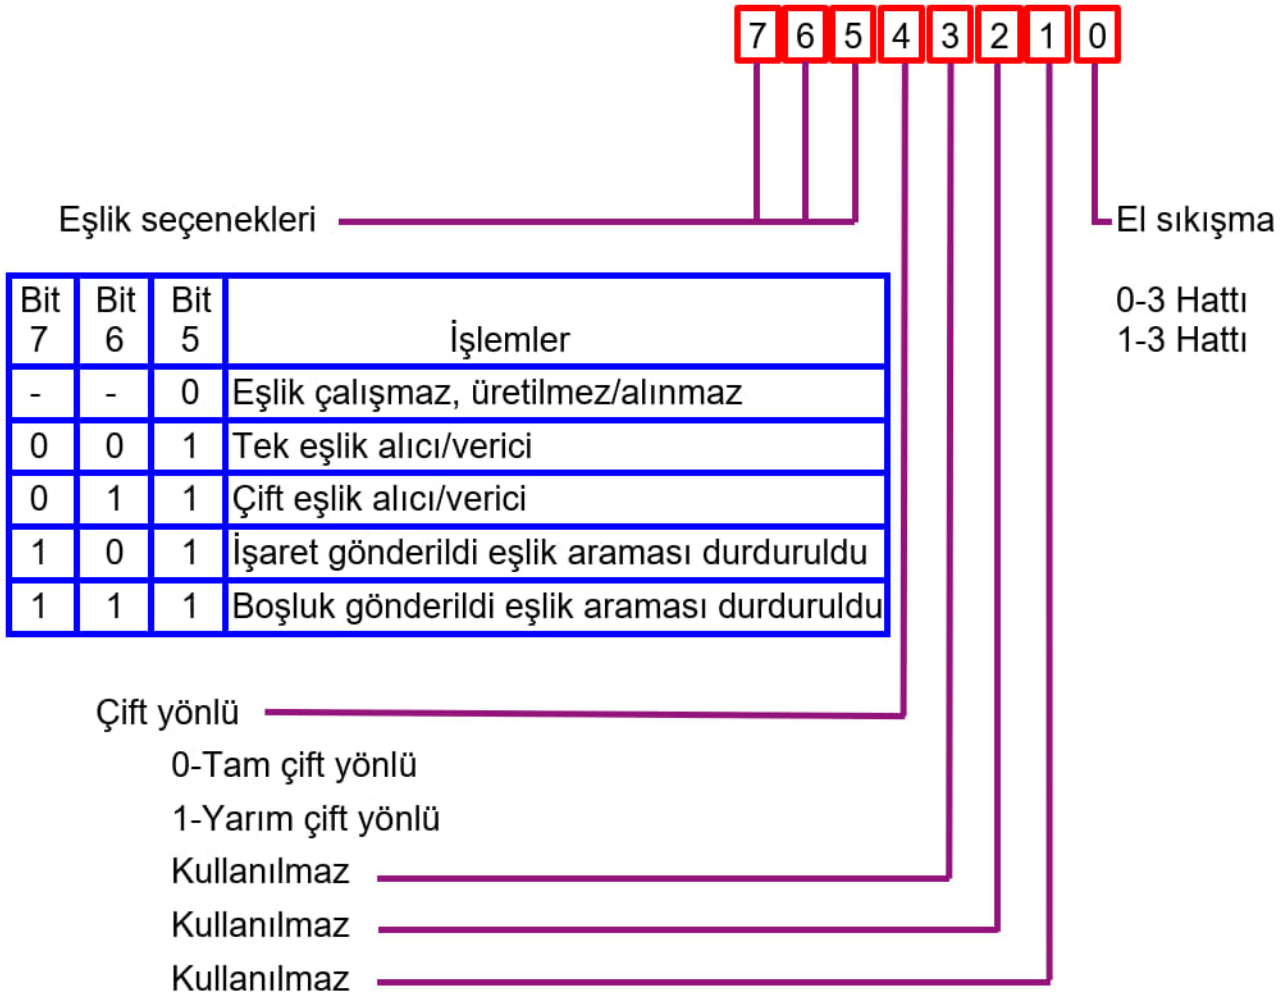 7 6 5 4 3 2 1 0
Eşlik seçenekleri
El sıkışma
0-3 Hattı
1-3 Hattı
Bit 7 Bit 6 Bit 5 İşlemler
- - 0 Eşlik çalışmaz, üretilmez/alınmaz
0 0 1 Tek eşlik alıcı/verici
0 1 1 Çift eşlik alıcı/verici
1 0 1 İşaret gönderildi eşlik araması durduruldu
1 1 1 Boşluk gönderildi eşlik araması durduruldu
Çift yönlü
0-Tam çift yönlü
1-Yarım çift yönlü
Kullanılmaz
Kullanılmaz
Kullanılmaz